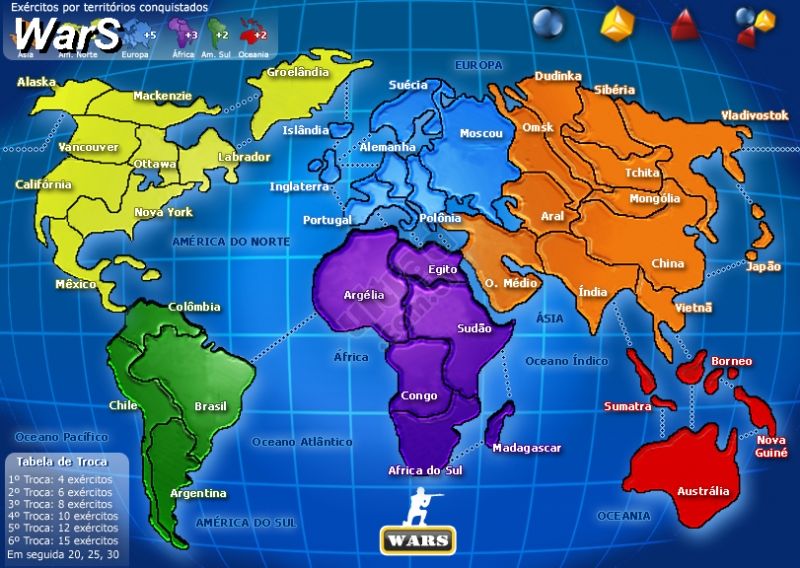 Exércitos por territórios conquistados
WarS
+5
+3
+2
+2
Ásia
Am. Norte
Europa
África
Am. Sul
Oceania
EUROPA
Alaska
Mackenzie
Groelândia
Suécia
Dudinka
Sibéria
Vladivostok
Islândia
Moscou
Omsk
Vancouver
Ottawa
Labrador
Alemanha
Tchita
Califórnia
Inglaterra
Mongólia
Nova York
Portugal
Polônia
Aral
AMÉRICA DO NORTE
China
Japão
México
Egito
O. Médio
Índia
Argélia
Vietnã
Colômbia
Sudão
ÁSIA
África
Oceano Índico
Borneo
Chile
Brasil
Congo
Sumatra
Oceano Pacífico
Oceano Atlântico
Madagascar
Nova
Guiné
Africa do Sul
Tabela de Troca
1º Troca: 4 exércitos
2º Troca: 6 exércitos
3º Troca: 8 exércitos
4º Troca: 10 exércitos
5º Troca: 12 exércitos
6º Troca: 15 exércitos
Em seguida 20, 25, 30
Argentina
AMÉRICA DO SUL
Austrália
OCEANIA
WARS